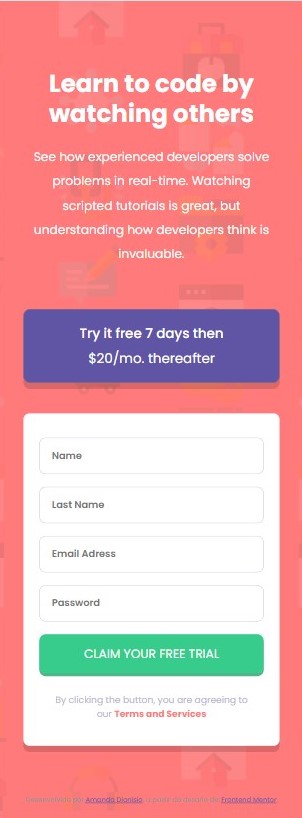 Learn to code by
watching others
See how experienced developers solve
problems in real-time. Watching
scripted tutorials is great, but
understanding how developers think is
invaluable.
Try it free 7 days then
$20/mo. thereafter
Name
Last Name
Email Adress
Password
CLAIM YOUR FREE TRIAL
By clicking the button, you are agreeing to
our Terms and Services
Amanda Frontend Mentor